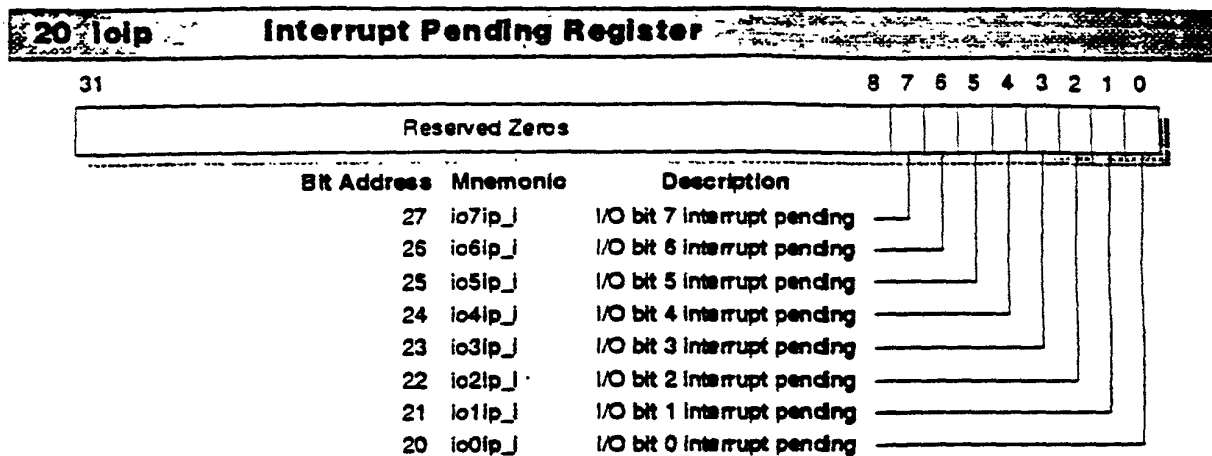 20 ioip Interrupt Pending Register
31 8 7 6 5 4 3 2 1 0
Reserved Zeros
Bit Address Mnemonic Description
27 io7ip_i I/O bit 7 interrupt pending
26 io6ip_i I/O bit 6 interrupt pending
25 io5ip_i I/O bit 5 interrupt pending
24 io4ip_i I/O bit 4 interrupt pending
23 io3ip_i I/O bit 3 interrupt pending
22 io2ip_i I/O bit 2 interrupt pending
21 io1ip_i I/O bit 1 interrupt pending
20 io0ip_i I/O bit 0 interrupt pending